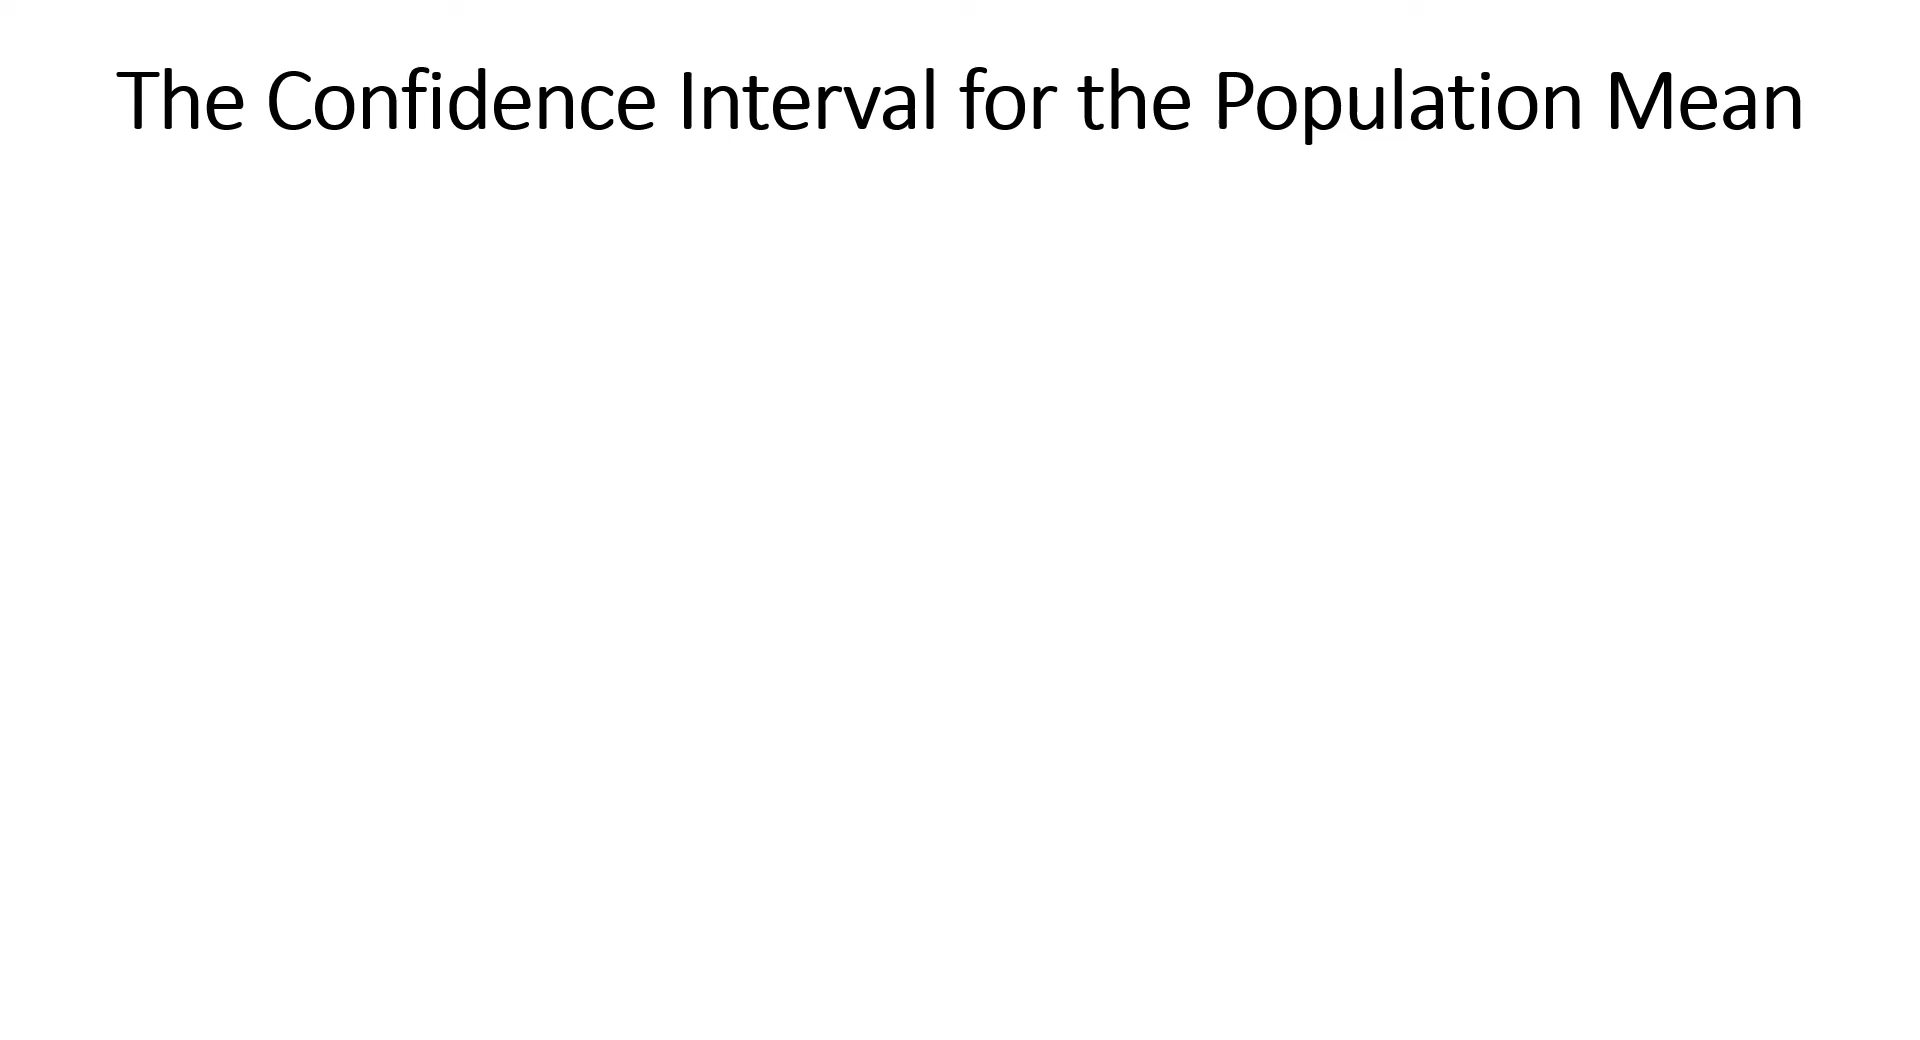 The Confidence Interval for the Population Mean